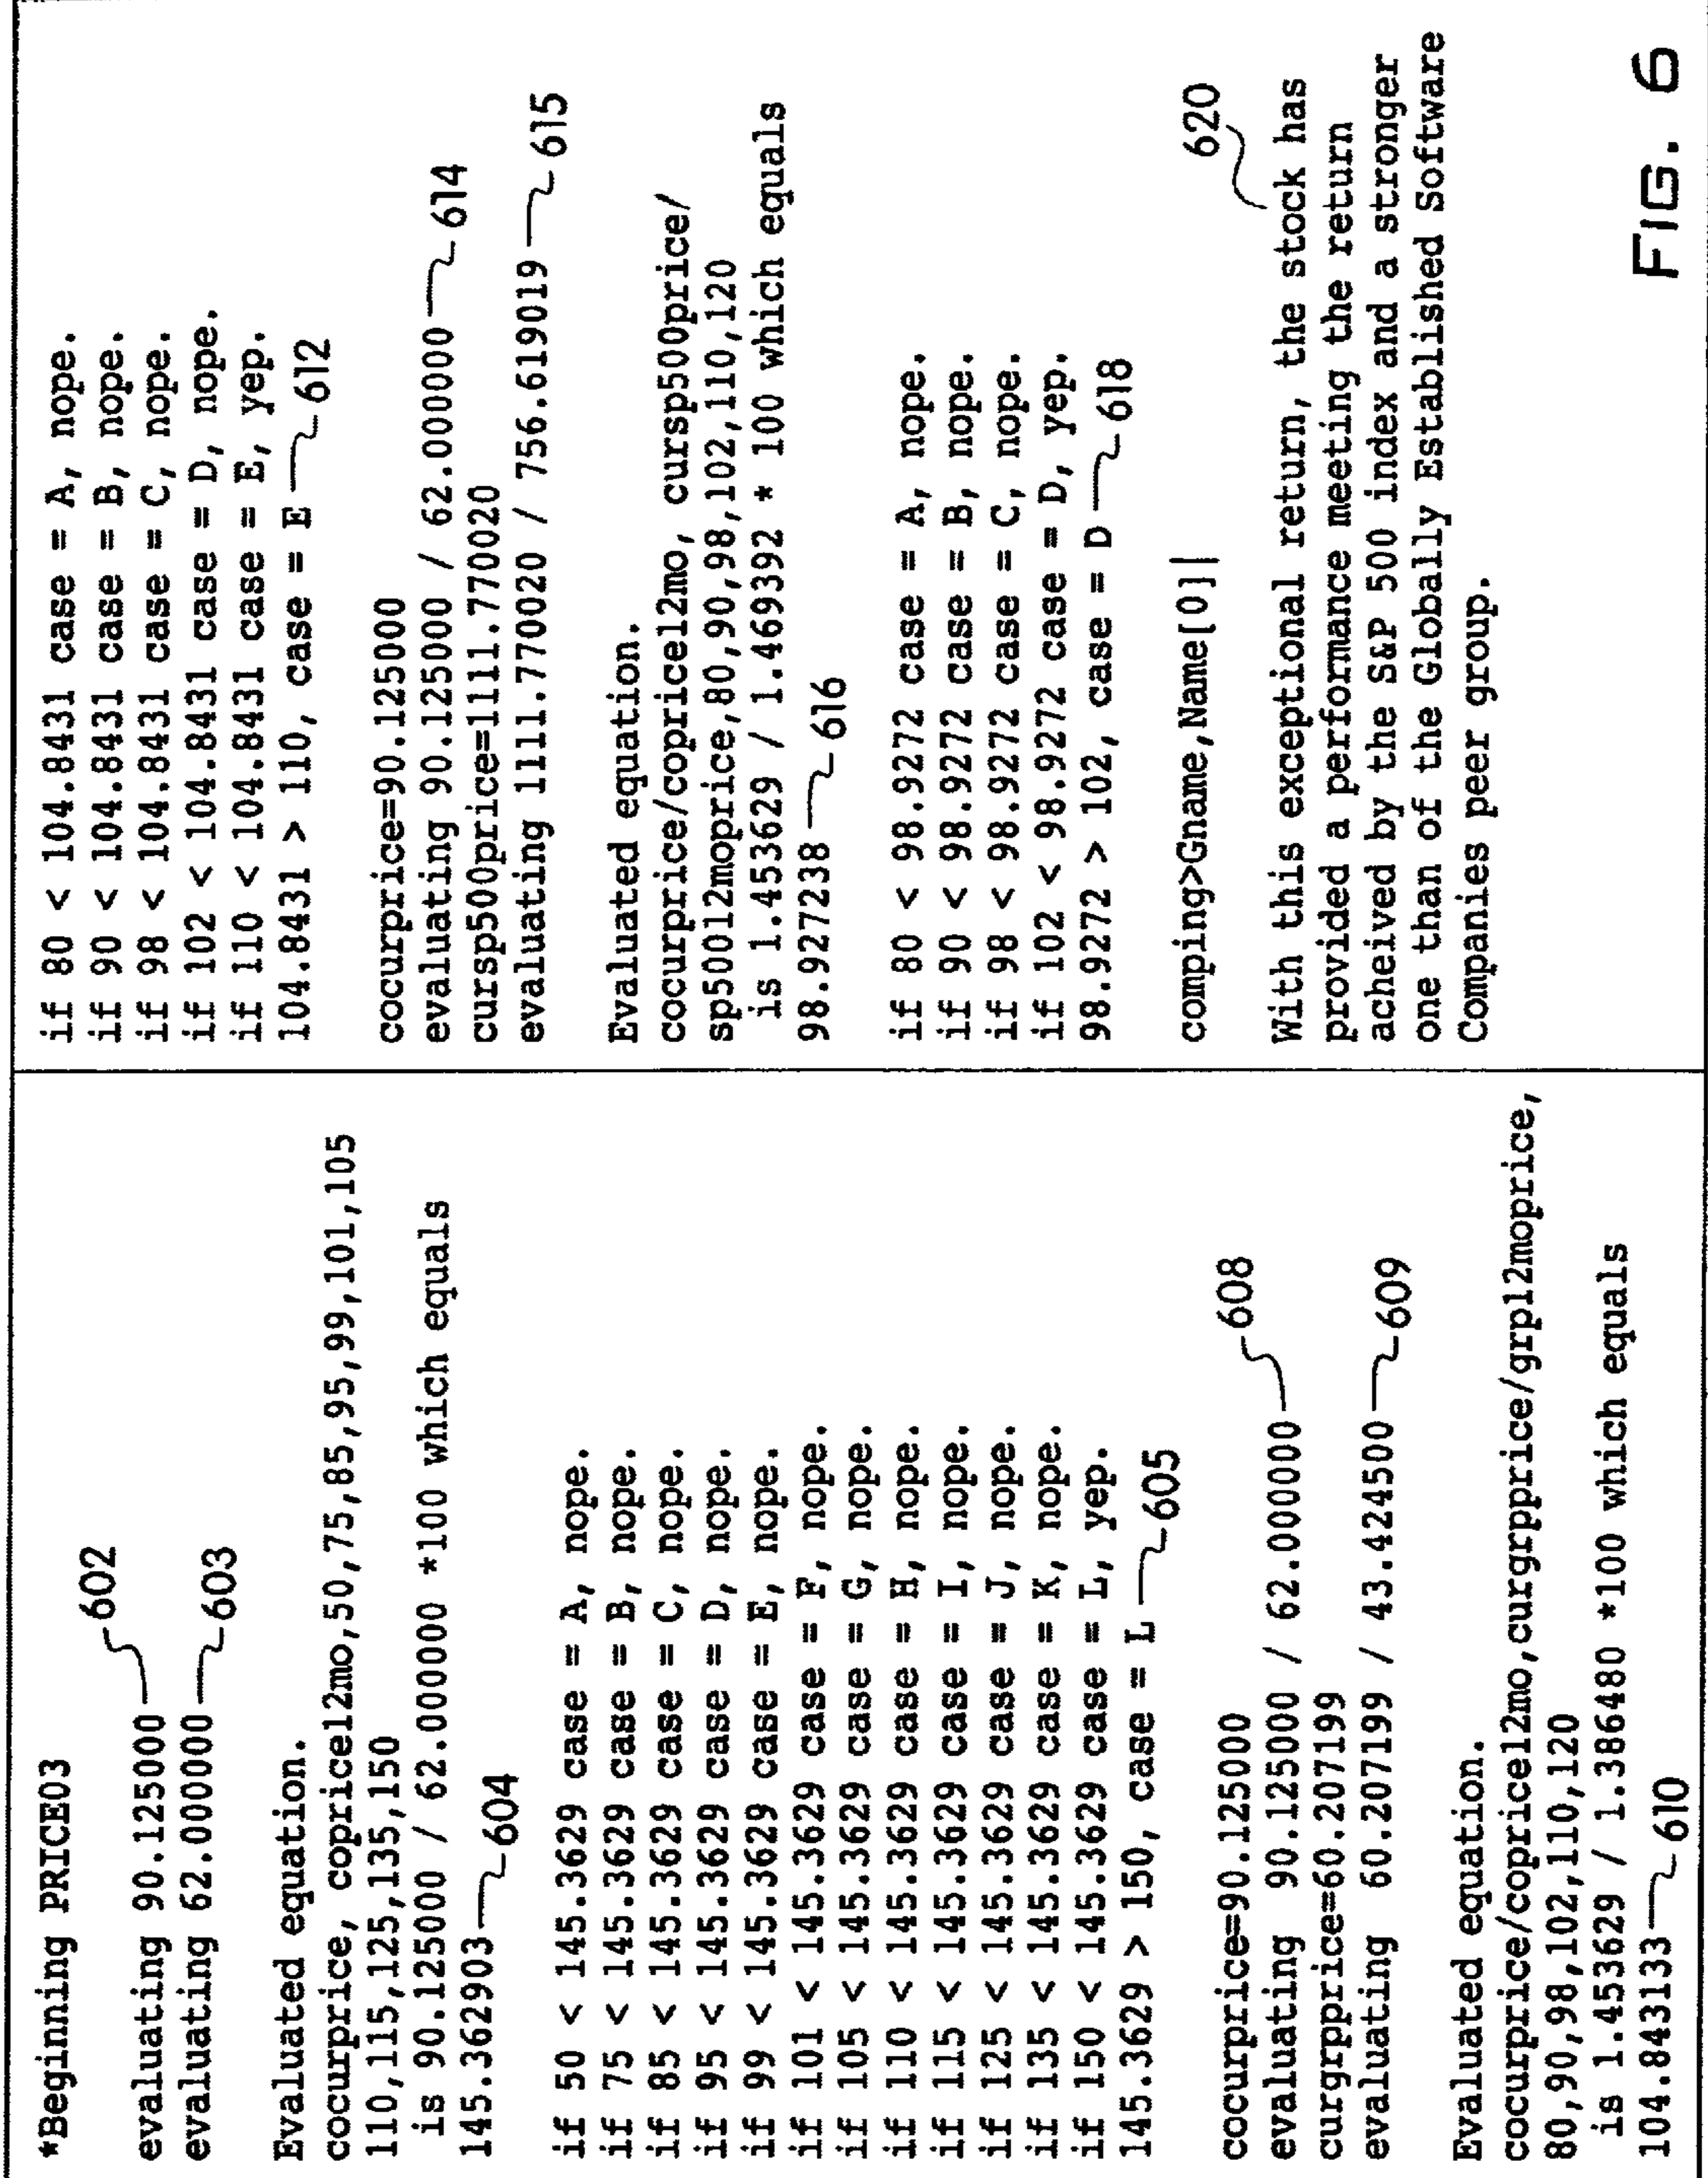 *Beginning PRICE03
evaluating 90.125000 602
evaluating 62.000000 603
Evaluated equation.
cocurprice, coprice12mo,50,75,85,95,99,101,105
110,115,125,135,150
is 90.125000 / 62.000000 *100 which equals
145.362903 604
if 50 < 145.3629 case = A, nope.
if 75 < 145.3629 case = B, nope.
if 85 < 145.3629 case = C, nope.
if 95 < 145.3629 case = D, nope.
if 99 < 145.3629 case = E, nope.
if 101 < 145.3629 case = F, nope.
if 105 < 145.3629 case = G, nope.
if 110 < 145.3629 case = H, nope.
if 115 < 145.3629 case = I, nope.
if 125 < 145.3629 case = J, nope.
if 135 < 145.3629 case = K, nope.
if 150 < 145.3629 case = L, yep.
145.3629 > 150, case = L 605
cocurprice=90.125000
evaluating 90.125000 / 62.000000 608
curgrpprice=60.207199
evaluating 60.207199 / 43.424500 609
Evaluated equation.
cocurprice/coprice12mo,curgrpprice/grp12moprice,
80,90,98,102,110,120
is 1.453629 / 1.386480 *100 which equals
104.843133 610
if 80 < 104.8431 case = A, nope.
if 90 < 104.8431 case = B, nope.
if 98 < 104.8431 case = C, nope.
if 102 < 104.8431 case = D, nope.
if 110 < 104.8431 case = E, yep.
104.8431 > 110, case = E 612
cocurprice=90.125000
evaluating 90.125000 / 62.000000 614
cursp500price=1111.770020
evaluating 1111.770020 / 756.619019 615
Evaluated equation.
cocurprice/coprice12mo, cursp500price/
sp50012moprice,80,90,98,102,110,120
is 1.453629 / 1.469392 * 100 which equals
98.927238 616
if 80 < 98.9272 case = A, nope.
if 90 < 98.9272 case = B, nope.
if 98 < 98.9272 case = C, nope.
if 102 < 98.9272 case = D, yep.
98.9272 > 102, case = D 618
comping>Gname,Name[0]|
620
With this exceptional return, the stock has
provided a performance meeting the return
acheived by the S&P 500 index and a stronger
one than of the Globally Established Software
Companies peer group.
FIG. 6